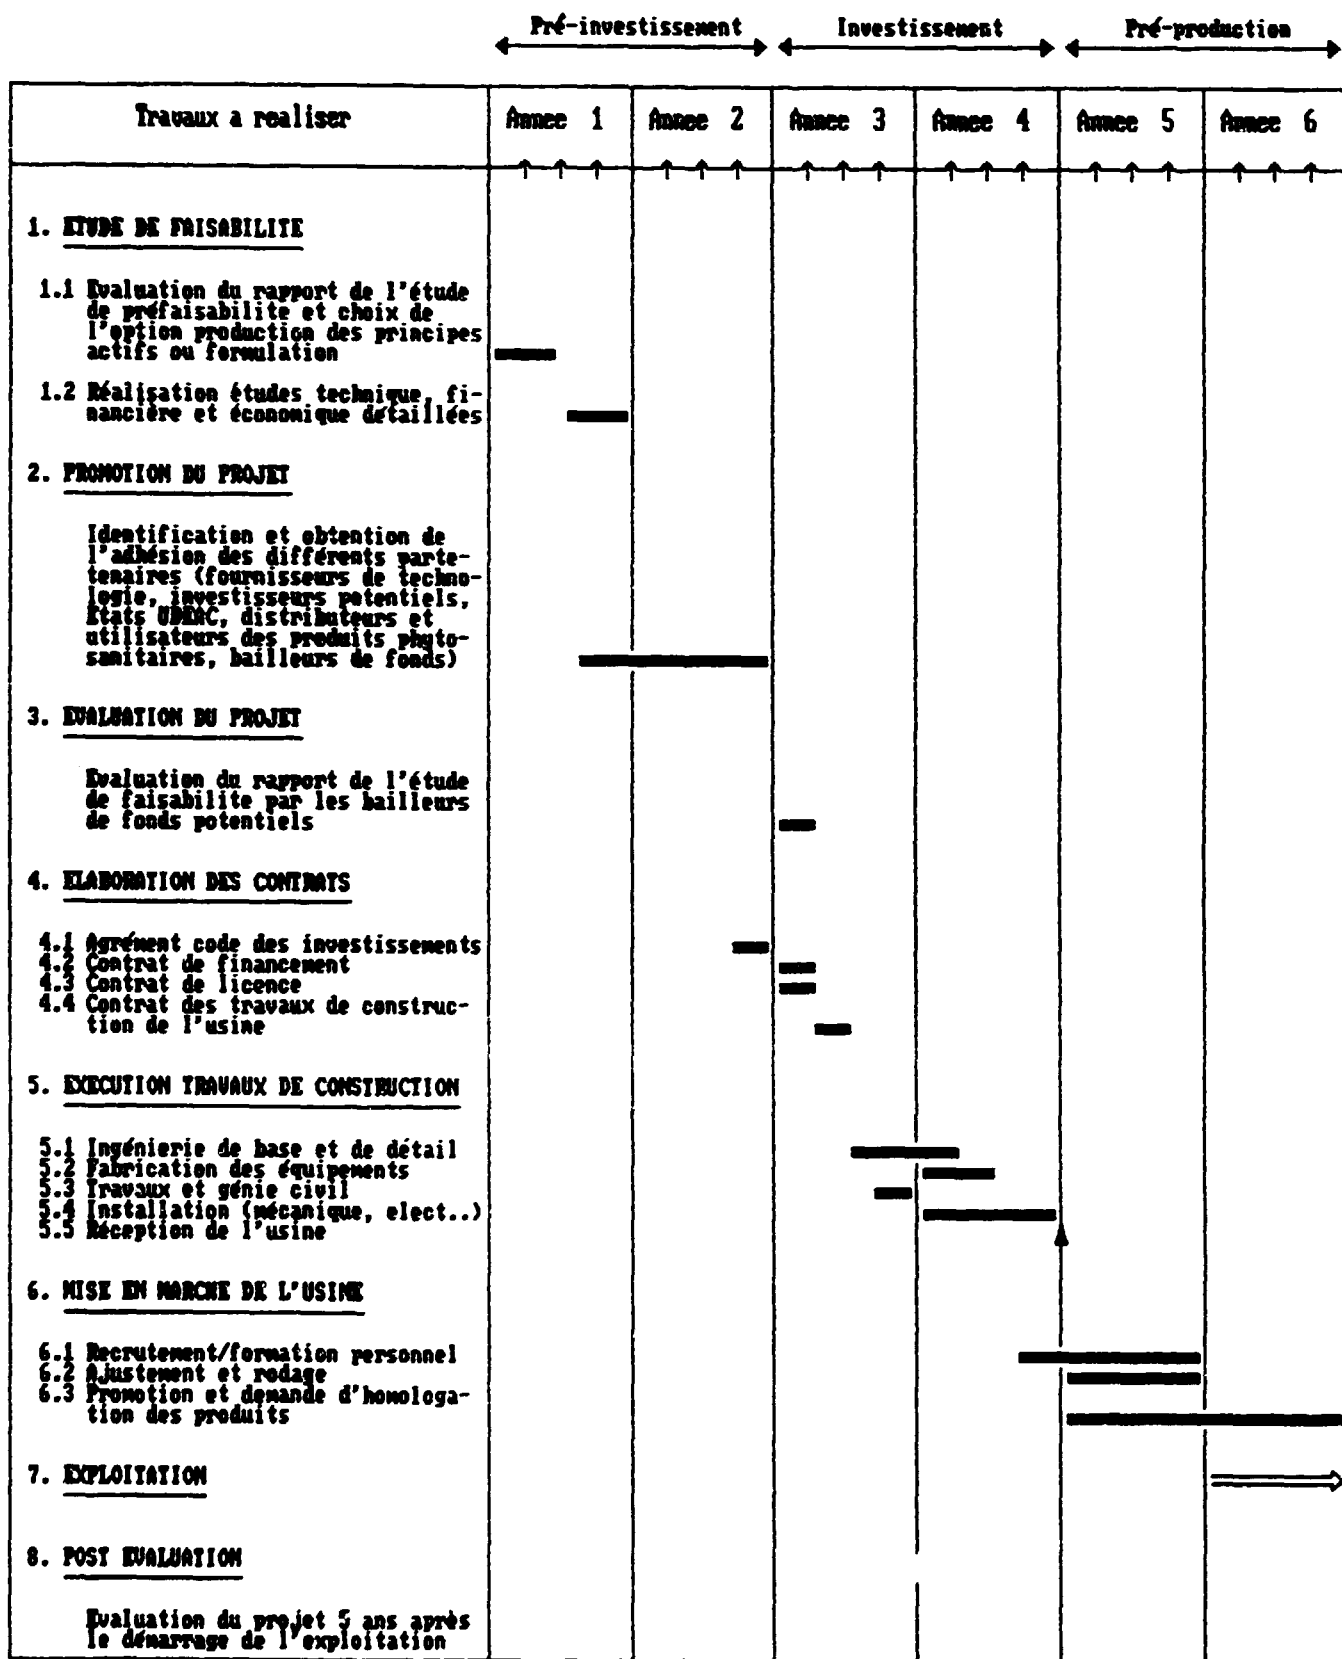 Pré-investissement Investissement Pré-production
Travaux a realiser Annee 1 Annee 2 Annee 3 Annee 4 Annee 5 Annee 6
1. ETUDE DE FAISABILITE
1.1 Evaluation du rapport de l'étude
de préfaisabilite et choix de
l'option production des principes
actifs ou formulation
1.2 Réalisation études technique, fi-
nancière et économique détaillées
2. PROMOTION DU PROJET
Identification et obtention de
l'adhésion des différents parte-
tenaires (fournisseurs de techno-
logie, investisseurs potentiels,
Etats UDEAC, distributeurs et
utilisateurs des produits phyto-
sanitaires, bailleurs de fonds)
3. EVALUATION DU PROJET
Evaluation du rapport de l'étude
de faisabilite par les bailleurs
de fonds potentiels
4. ELABORATION DES CONTRATS
4.1 Agrément code des investissements
4.2 Contrat de financement
4.3 Contrat de licence
4.4 Contrat des travaux de construc-
tion de l'usine
5. EXECUTION TRAVAUX DE CONSTRUCTION
5.1 Ingénierie de base et de détail
5.2 Fabrication des équipements
5.3 Travaux et génie civil
5.4 Installation (mécanique, elect..)
5.5 Réception de l'usine
6. MISE EN MARCHE DE L'USINE
6.1 Recrutement/formation personnel
6.2 Ajustement et rodage
6.3 Promotion et demande d'homologa-
tion des produits
7. EXPLOITATION
8. POST EVALUATION
Evaluation du projet 5 ans après
le démarrage de l'exploitation